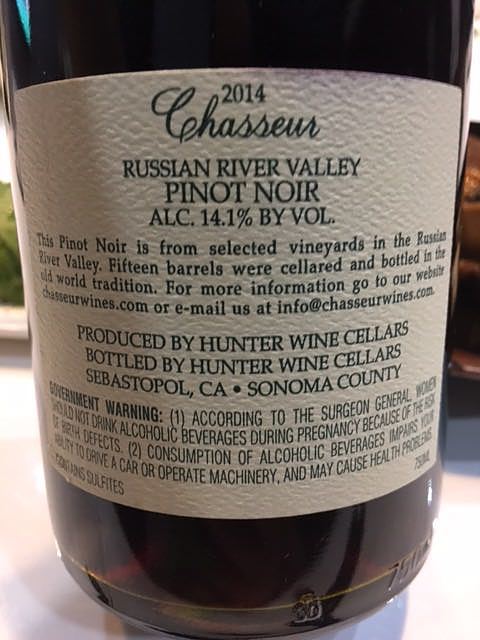 2014
Chasseur
RUSSIAN RIVER VALLEY
PINOT NOIR
ALC. 14.1% BY VOL.
This Pinot Noir is from selected vineyards in the Russian
River Valley. Fifteen barrels were cellared and bottled in the
old world tradition. For more information go to our website
chasseurwines.com or e-mail us at info@chasseurwines.com.
PRODUCED BY HUNTER WINE CELLARS
BOTTLED BY HUNTER WINE CELLARS
SEBASTOPOL, CA • SONOMA COUNTY
GOVERNMENT WARNING: (1) ACCORDING TO THE SURGEON GENERAL, WOMEN
SHOULD NOT DRINK ALCOHOLIC BEVERAGES DURING PREGNANCY BECAUSE OF THE RISK
OF BIRTH DEFECTS. (2) CONSUMPTION OF ALCOHOLIC BEVERAGES IMPAIRS YOUR
ABILITY TO DRIVE A CAR OR OPERATE MACHINERY, AND MAY CAUSE HEALTH PROBLEMS.
CONTAINS SULFITES 750ML